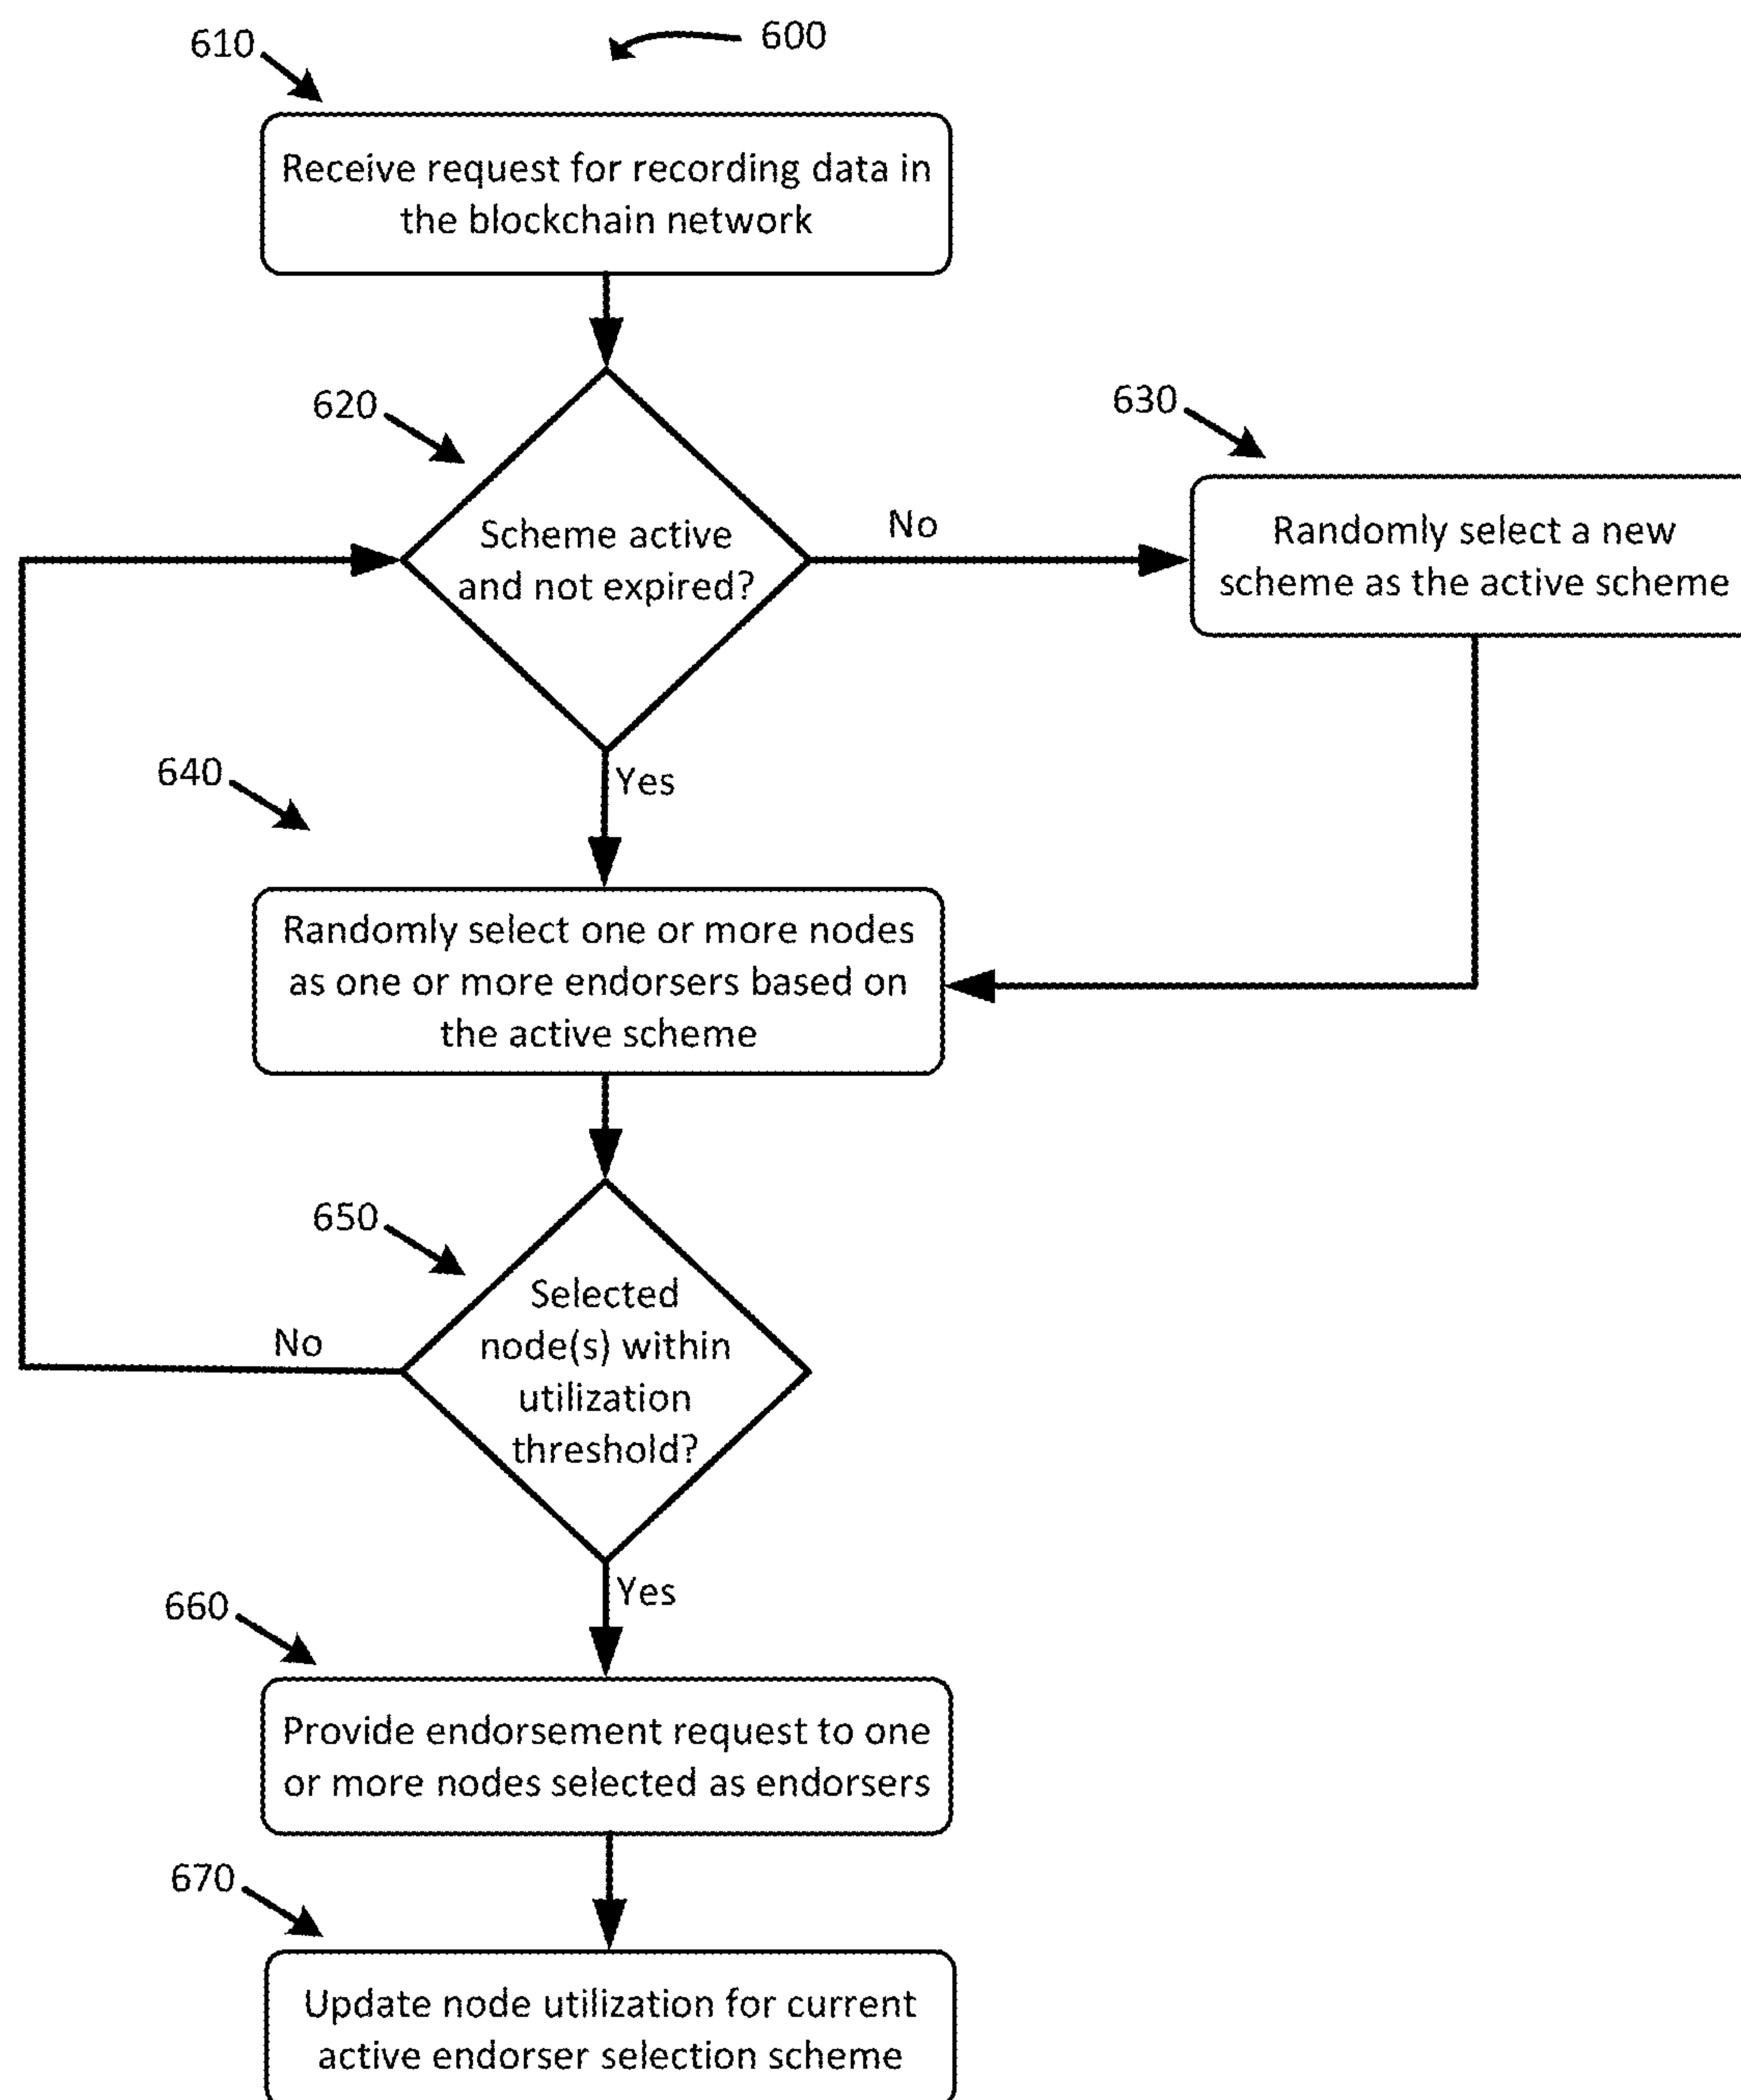 610
600
Receive request for recording data in
the blockchain network
620
630
Scheme active
and not expired?
No
Randomly select a new
scheme as the active scheme
640
Yes
Randomly select one or more nodes
as one or more endorsers based on
the active scheme
650
Selected
node(s) within
utilization
threshold?
No
Yes
660
Provide endorsement request to one
or more nodes selected as endorsers
670
Update node utilization for current
active endorser selection scheme